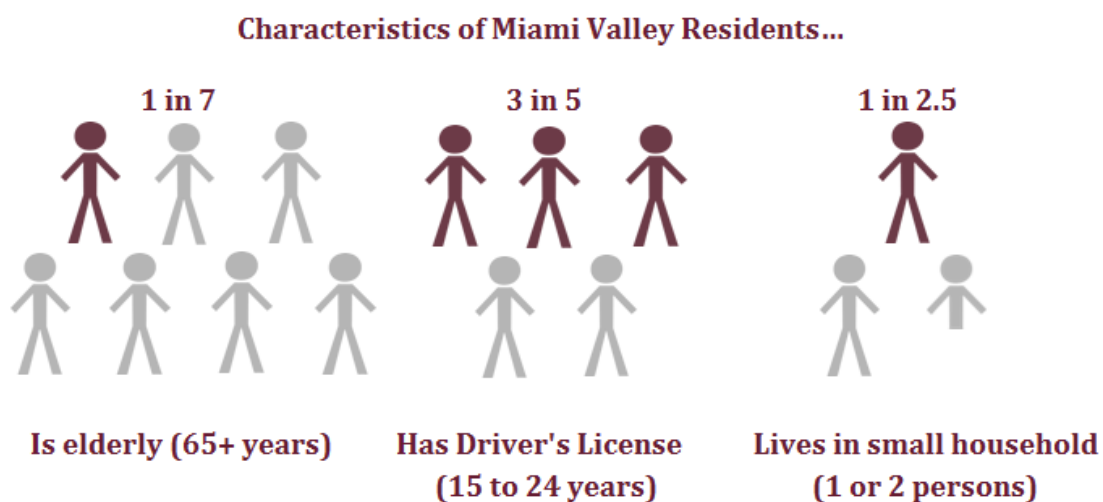 Characteristics of Miami Valley Residents...
1 in 7
3 in 5
1 in 2.5
Is elderly (65+ years)
Has Driver's License
(15 to 24 years)
Lives in small household
(1 or 2 persons)